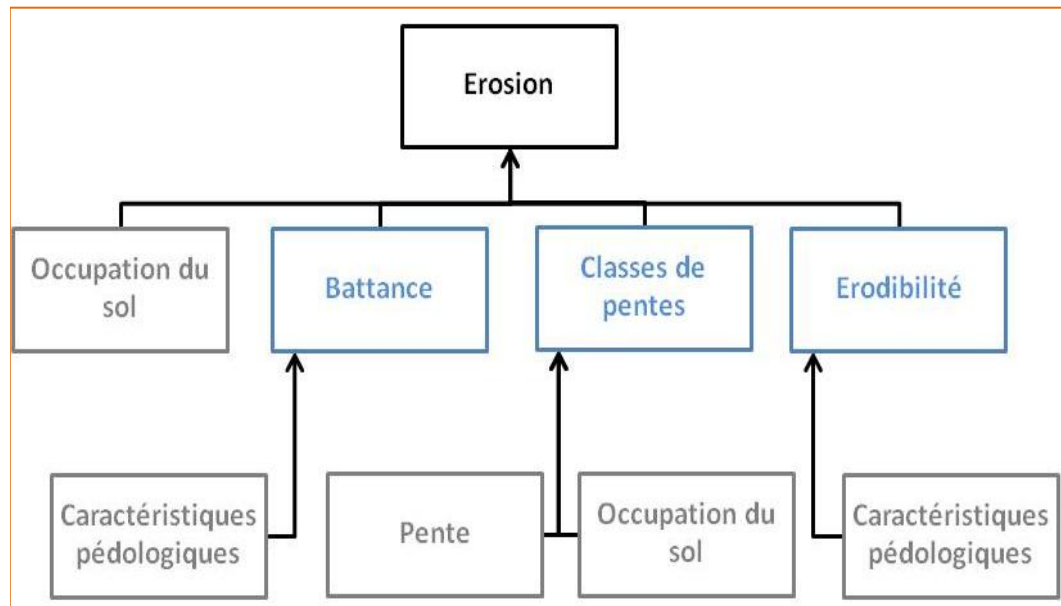 Erosion
Occupation du
sol
Battance
Classes de
pentes
Erodibilité
Caractéristiques
pédologiques
Pente
Occupation du
sol
Caractéristiques
pédologiques